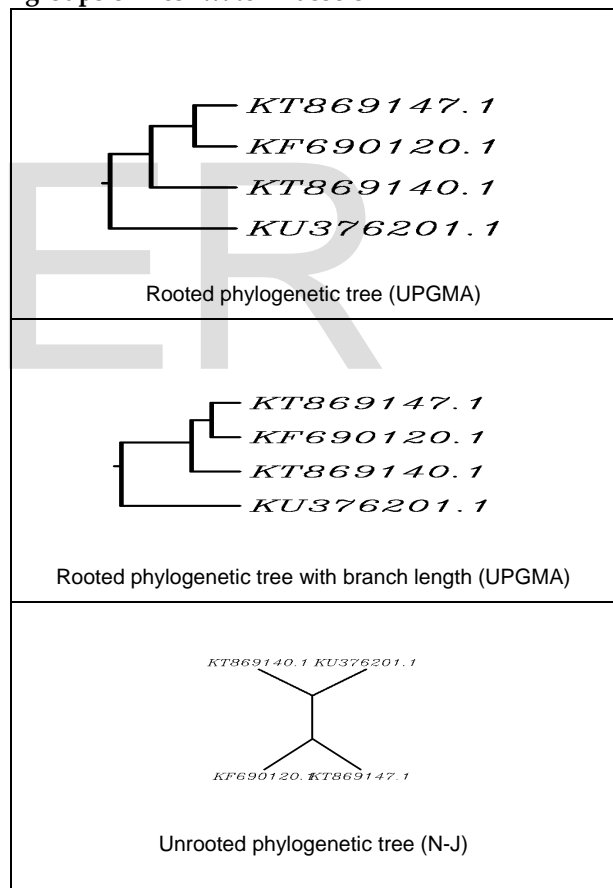 KT869147.1
KF690120.1
KT869140.1
KU376201.1
Rooted phylogenetic tree (UPGMA)
KT869147.1
KF690120.1
KT869140.1
KU376201.1
Rooted phylogenetic tree with branch length (UPGMA)
KT869140.1 KU376201.1
KF690120.1 KT869147.1
Unrooted phylogenetic tree (N-J)
ER